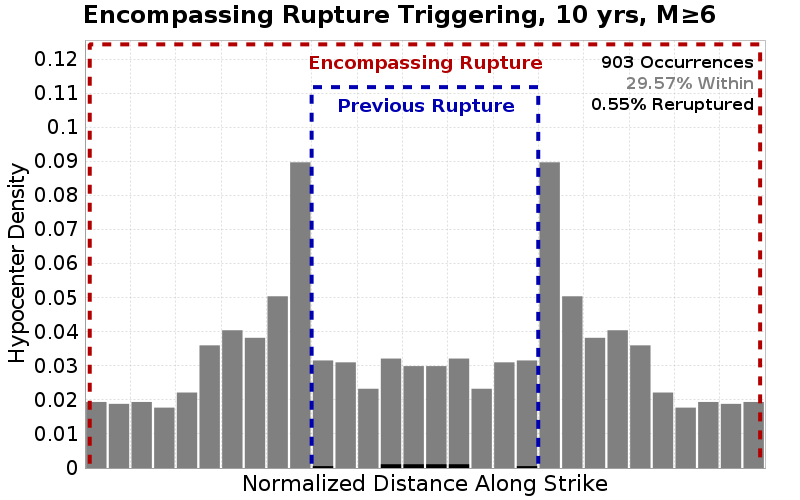 Encompassing Rupture Triggering, 10 yrs, M≥6
Encompassing Rupture
903 Occurrences
29.57% Within
0.55% Reruptured
Previous Rupture
Hypocenter Density
0.12
0.11
0.1
0.09
0.08
0.07
0.06
0.05
0.04
0.03
0.02
0.01
0
Normalized Distance Along Strike